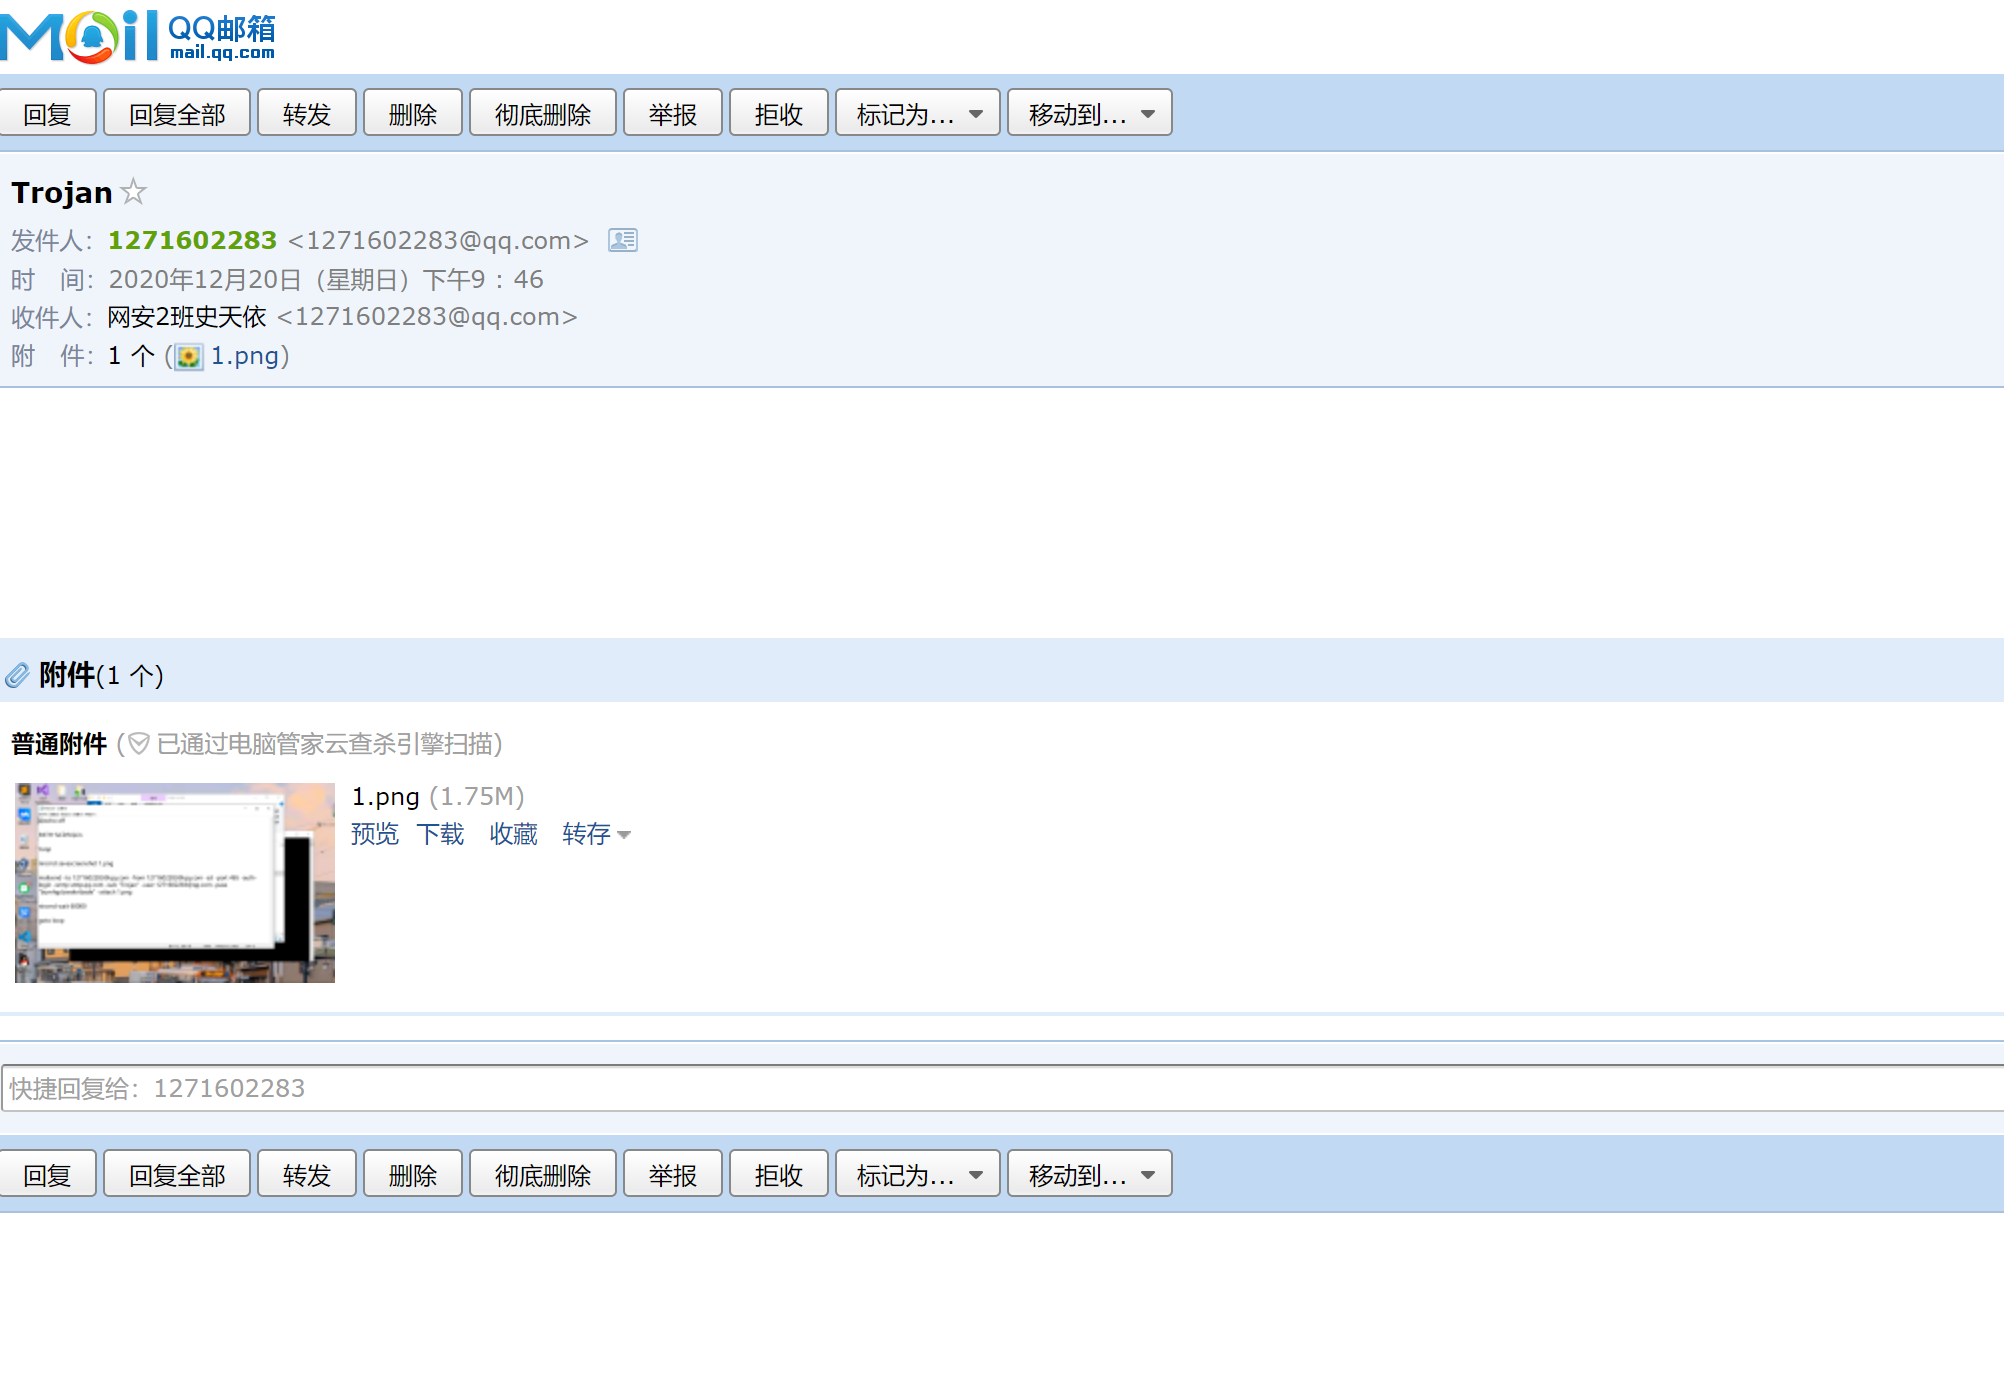 Mail QQ邮箱
mail.qq.com
回复 回复全部 转发 删除 彻底删除 举报 拒收 标记为... 移动到...
Trojan
发件人：1271602283 <1271602283@qq.com>
时 间：2020年12月20日（星期日）下午9：46
收件人：网安2班史天依 <1271602283@qq.com>
附 件：1 个 (1.png)
附件(1 个)
普通附件 (已通过电脑管家云查杀引擎扫描)
1.png (1.75M)
预览 下载 收藏 转存
goto loop
快捷回复给：1271602283
回复 回复全部 转发 删除 彻底删除 举报 拒收 标记为... 移动到...